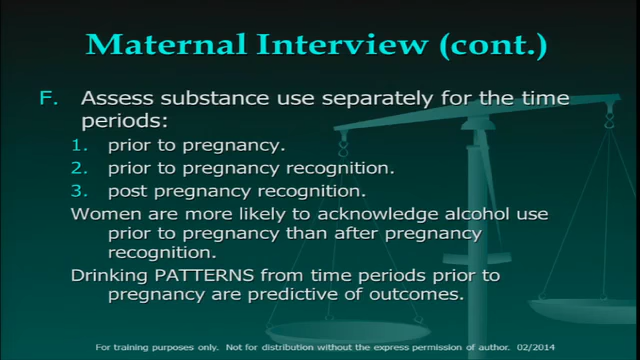 Maternal Interview (cont.)
F. Assess substance use separately for the time
periods:
1. prior to pregnancy.
2. prior to pregnancy recognition.
3. post pregnancy recognition.
Women are more likely to acknowledge alcohol use
prior to pregnancy than after pregnancy
recognition.
Drinking PATTERNS from time periods prior to
pregnancy are predictive of outcomes.
For training purposes only. Not for distribution without the express permission of author. 02/2014